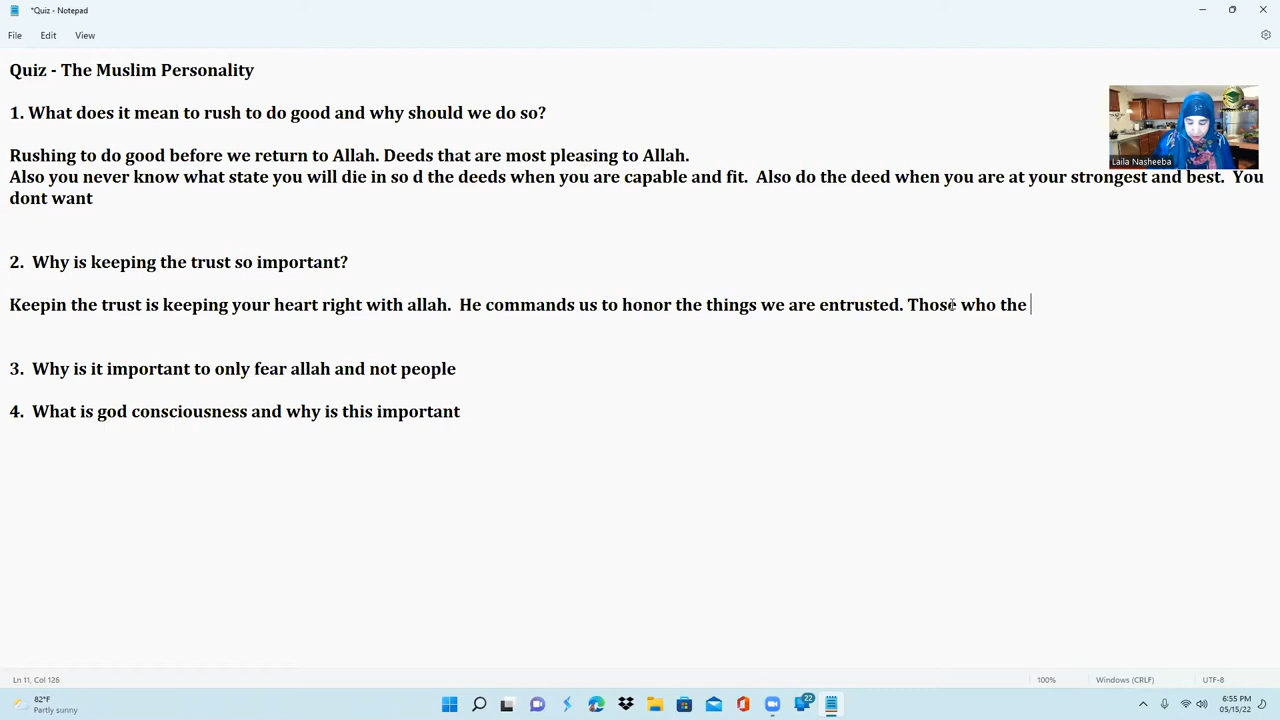 *Quiz - Notepad
File Edit View
Quiz - The Muslim Personality
1. What does it mean to rush to do good and why should we do so?
Rushing to do good before we return to Allah. Deeds that are most pleasing to Allah.
Also you never know what state you will die in so d the deeds when you are capable and fit.  Also do the deed when you are at your strongest and best.  You
dont want
Laila Nasheeba
2.  Why is keeping the trust so important?
Keepin the trust is keeping your heart right with allah.  He commands us to honor the things we are entrusted. Those who the
3.  Why is it important to only fear allah and not people
4.  What is god consciousness and why is this important
Ln 11, Col 126 100% Windows (CRLF) UTF-8
82°F
Partly sunny
22
6:55 PM
05/15/22